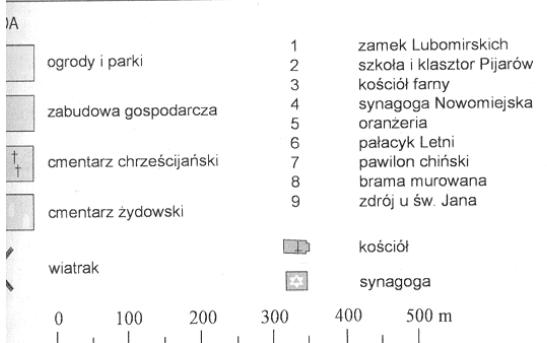 DA
ogrody i parki
zabudowa gospodarcza
cmentarz chrześcijański
cmentarz żydowski
wiatrak
1 zamek Lubomirskich
2 szkoła i klasztor Pijarów
3 kościół farny
4 synagoga Nowomiejska
5 oranżeria
6 pałacyk Letni
7 pawilon chiński
8 brama murowana
9 zdrój u św. Jana
kościół
synagoga
0 100 200 300 400 500 m